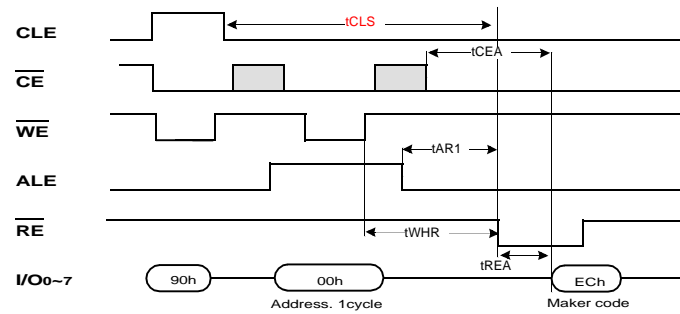 CLE
tCLS
CE
tCEA
WE
tAR1
ALE
RE
tWHR
tREA
I/O0~7
90h
00h
ECh
Address. 1cycle
Maker code